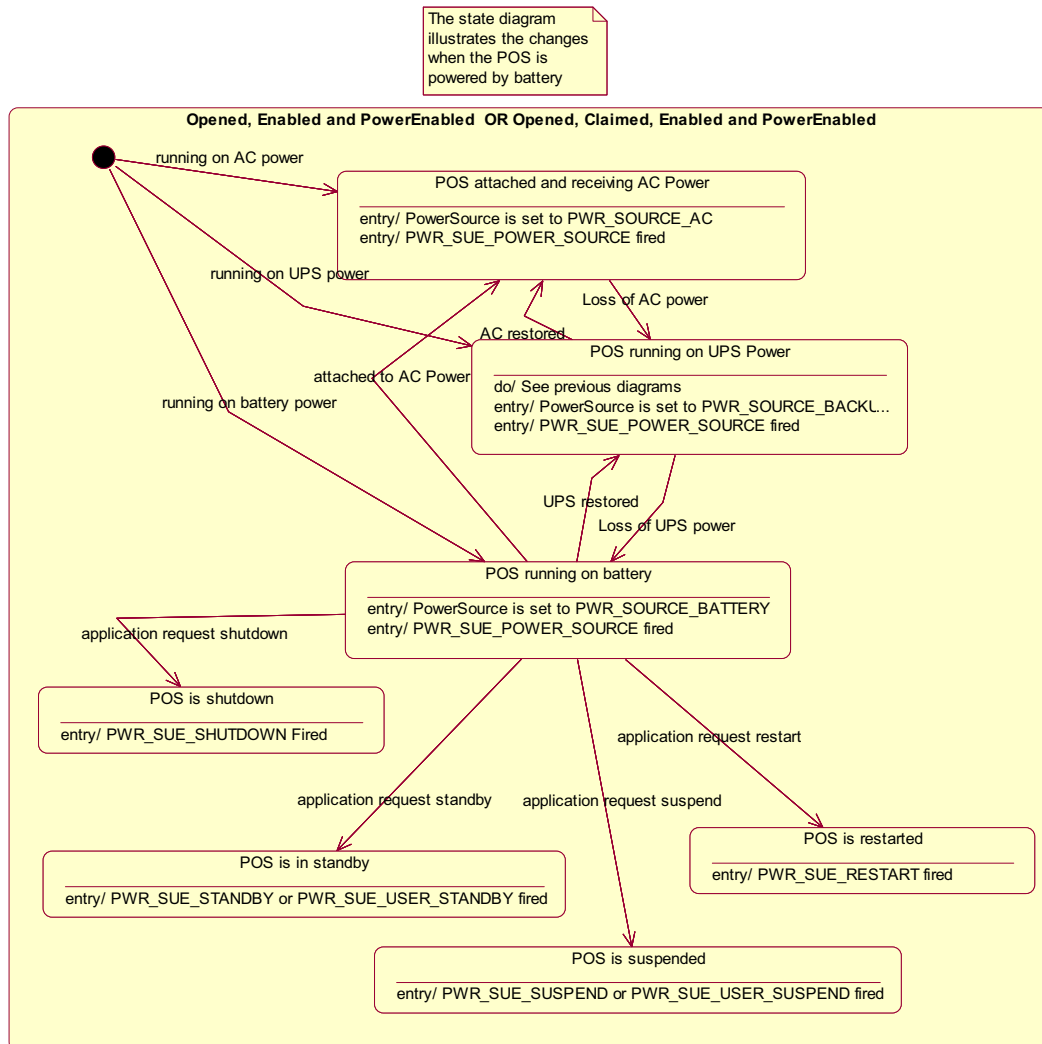 The state diagram
illustrates the changes
when the POS is
powered by battery
Opened, Enabled and PowerEnabled  OR Opened, Claimed, Enabled and PowerEnabled
running on AC power
POS attached and receiving AC Power
entry/ PowerSource is set to PWR_SOURCE_AC
entry/ PWR_SUE_POWER_SOURCE fired
running on UPS power
Loss of AC power
AC restored
POS running on UPS Power
attached to AC Power
do/ See previous diagrams
entry/ PowerSource is set to PWR_SOURCE_BACKU...
entry/ PWR_SUE_POWER_SOURCE fired
running on battery power
UPS restored
Loss of UPS power
POS running on battery
entry/ PowerSource is set to PWR_SOURCE_BATTERY
entry/ PWR_SUE_POWER_SOURCE fired
application request shutdown
POS is shutdown
entry/ PWR_SUE_SHUTDOWN Fired
application request restart
application request standby
application request suspend
POS is restarted
entry/ PWR_SUE_RESTART fired
POS is in standby
entry/ PWR_SUE_STANDBY or PWR_SUE_USER_STANDBY fired
POS is suspended
entry/ PWR_SUE_SUSPEND or PWR_SUE_USER_SUSPEND fired